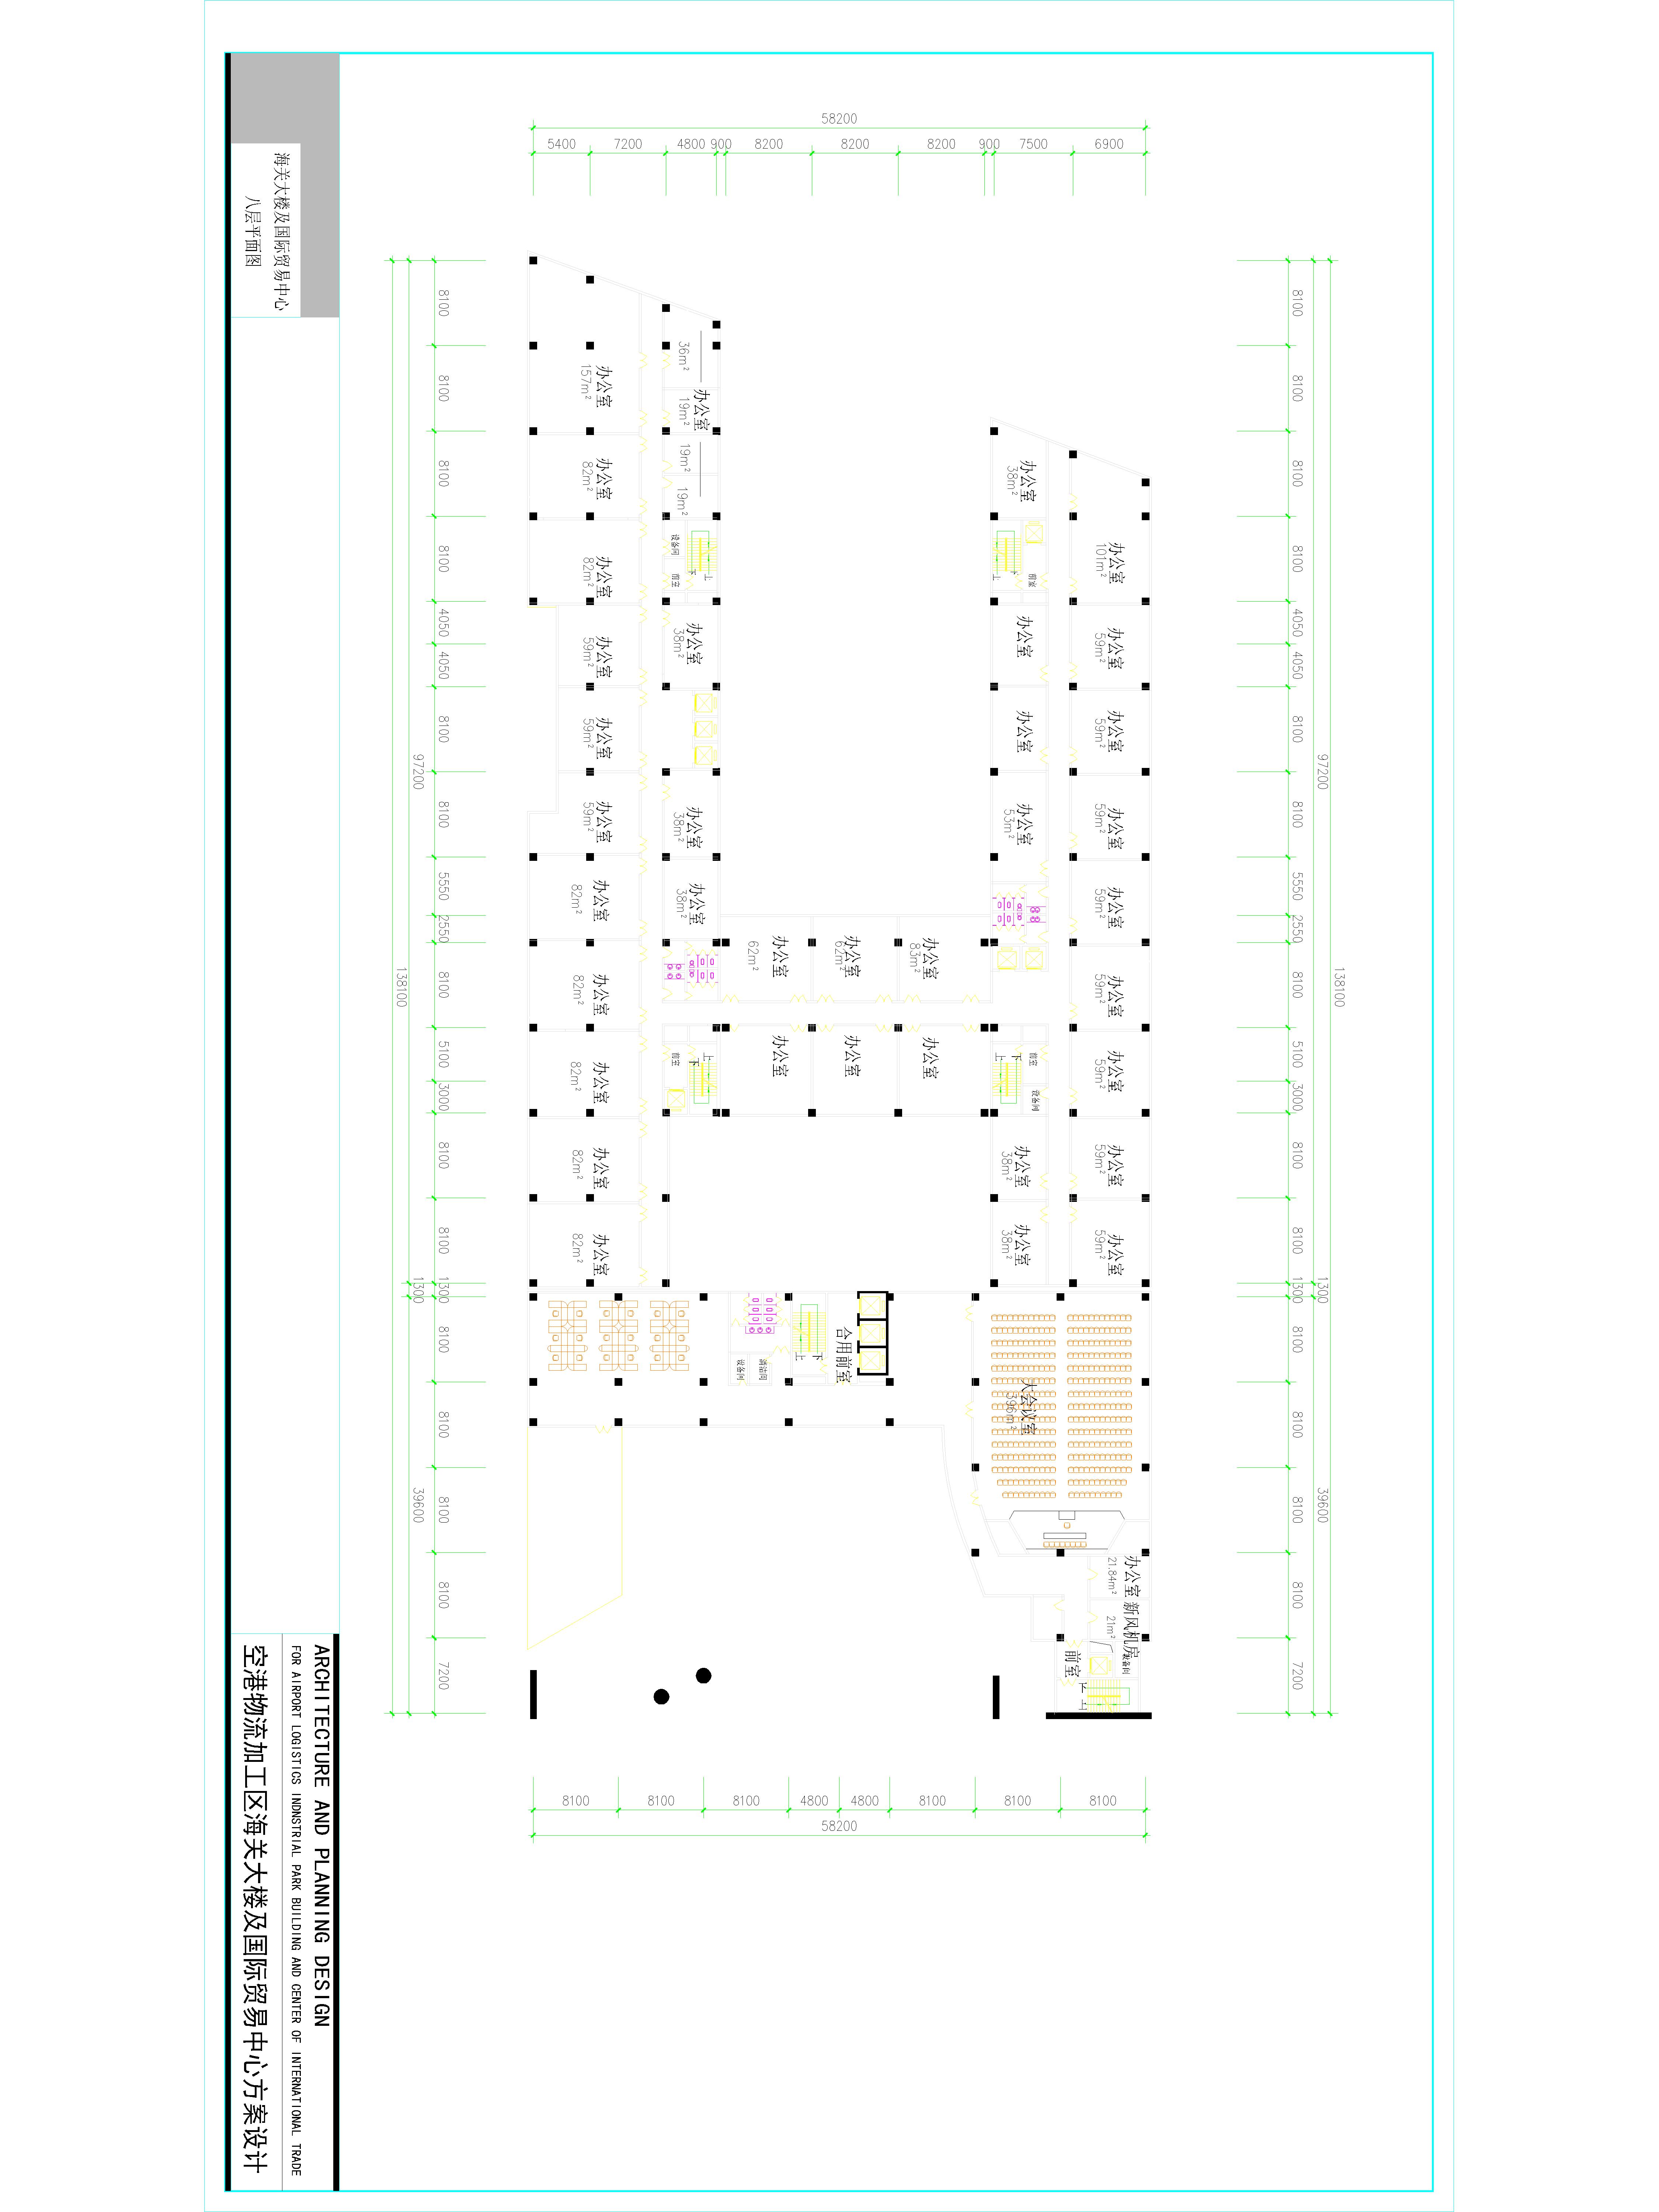 138100
97200 1300 39600
8100 8100 8100 8100 4050 4050 8100 8100 5550 2550 8100 5100 3000 8100 8100 1300 8100 8100 8100 8100 7200
58200
6900
7500
900
8200
8200
8200
900
4800
7200
5400
办公室 办公室 办公室 办公室 办公室 办公室 办公室 办公室 办公室 办公室 新风机房 设备间
101m² 59m² 59m² 59m² 59m² 59m² 59m² 59m² 59m² 21.84m² 21m²
下 上
前室
办公室 前室 办公室 办公室 办公室 前室 设备间 办公室 办公室 大会议室
38m² 下 上 53m² 下 上 38m² 38m² 396m²
办公室 办公室
83m²
办公室 办公室
62m²
合用前室
下
上
办公室 办公室
62m²
清洁间
设备间
办公室 上 办公室 办公室 办公室 上
36m² 19m² 19m² 19m² 下 38m² 38m² 38m² 下
设备间 前室 前室
办公室 办公室 办公室 办公室 办公室 办公室 办公室 办公室 办公室 办公室 办公室
157m² 82m² 82m² 59m² 59m² 59m² 82m² 82m² 82m² 82m² 82m²
8100
8100
8100
4800
4800
8100
8100
8100
58200
8100 8100 8100 8100 4050 4050 8100 8100 5550 2550 8100 5100 3000 8100 8100 1300 8100 8100 8100 8100 7200
97200 1300 39600
138100
海关大楼及国际贸易中心
八层平面图
ARCHITECTURE AND PLANNING DESIGN
FOR AIRPORT LOGISTICS INDNSTRIAL PARK BUILDING AND CENTER OF INTERNATIONAL TRADE
空港物流加工区海关大楼及国际贸易中心方案设计